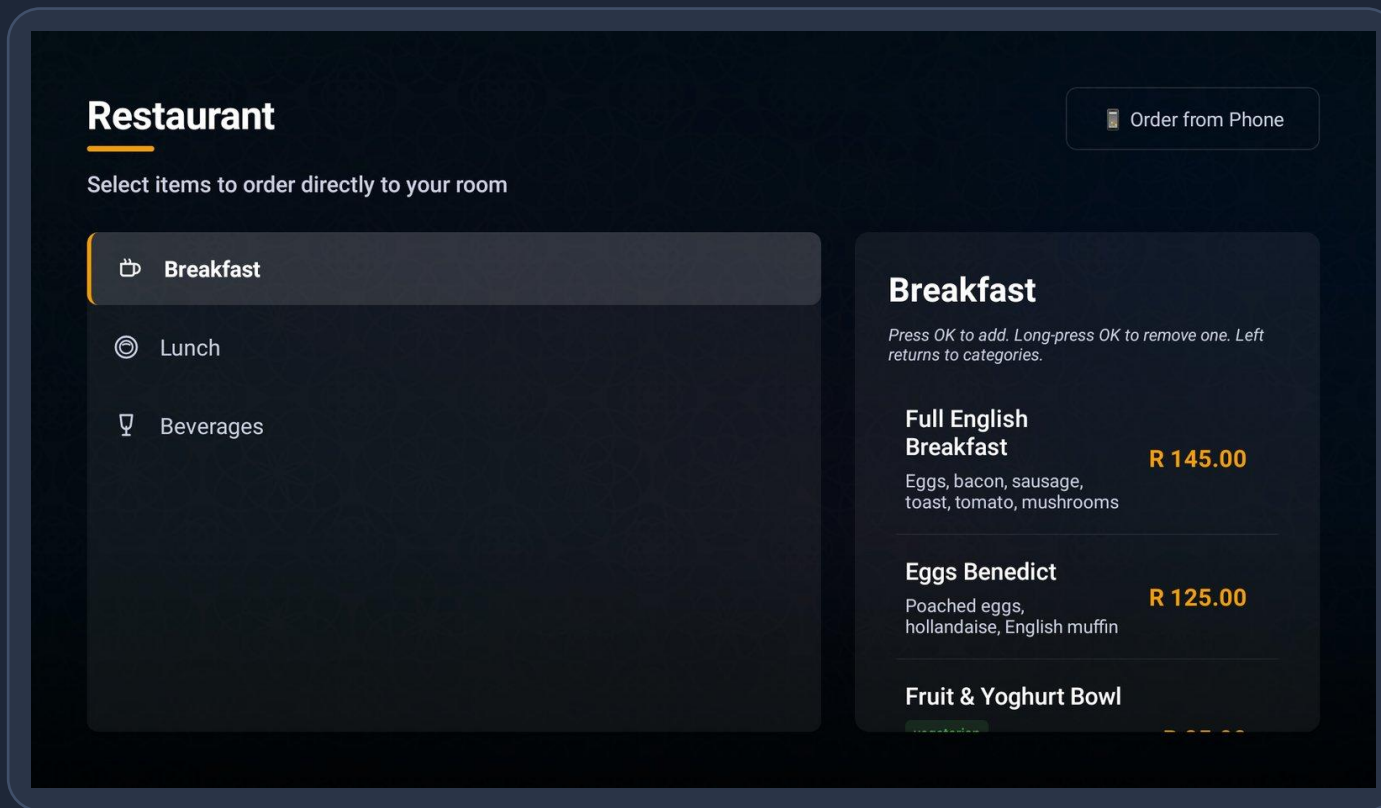 Restaurant
Order from Phone
Select items to order directly to your room
Breakfast
Lunch
Beverages
Breakfast
Press OK to add. Long-press OK to remove one. Left
returns to categories.
Full English
Breakfast
R 145.00
Eggs, bacon, sausage,
toast, tomato, mushrooms
Eggs Benedict
R 125.00
Poached eggs,
hollandaise, English muffin
Fruit & Yoghurt Bowl